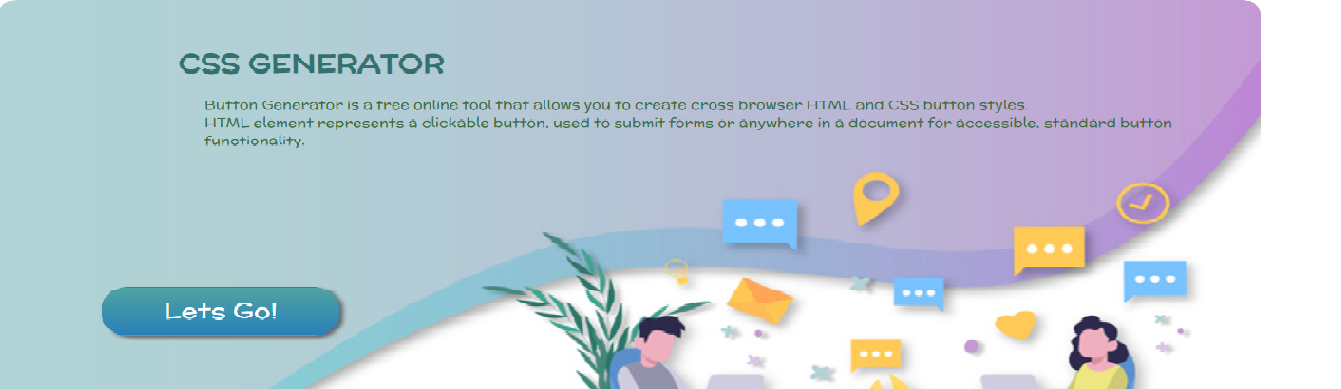 CSS GENERATOR
Button Generator is a free online tool that allows you to create cross browser HTML and CSS button styles.
HTML element represents a clickable button, used to submit forms or anywhere in a document for accessible, standard button
functionality.
Lets Go!